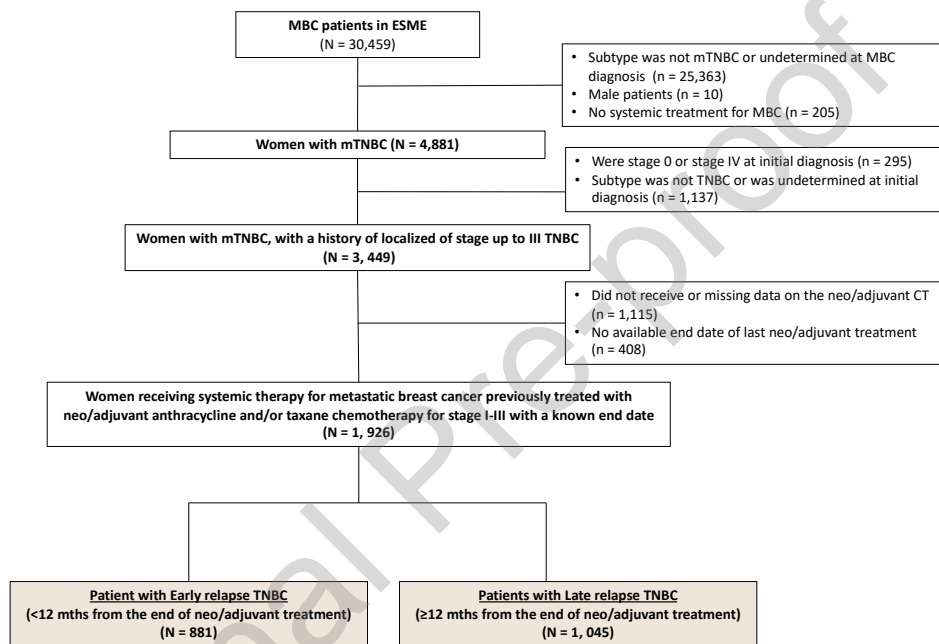 MBC patients in ESME
(N = 30,459)
• Subtype was not mTNBC or undetermined at MBC
diagnosis (n = 25,363)
• Male patients (n = 10)
• No systemic treatment for MBC (n = 205)
Women with mTNBC (N = 4,881)
• Were stage 0 or stage IV at initial diagnosis (n = 295)
• Subtype was not TNBC or was undetermined at initial
diagnosis (n = 1,137)
Women with mTNBC, with a history of localized of stage up to III TNBC
(N = 3, 449)
• Did not receive or missing data on the neo/adjuvant CT
(n = 1,115)
• No available end date of last neo/adjuvant treatment
(n = 408)
Women receiving systemic therapy for metastatic breast cancer previously treated with
neo/adjuvant anthracycline and/or taxane chemotherapy for stage I-III with a known end date
(N = 1, 926)
Patient with Early relapse TNBC
(<12 mths from the end of neo/adjuvant treatment)
(N = 881)
Patients with Late relapse TNBC
(≥12 mths from the end of neo/adjuvant treatment)
(N = 1, 045)
nal Pre-proof